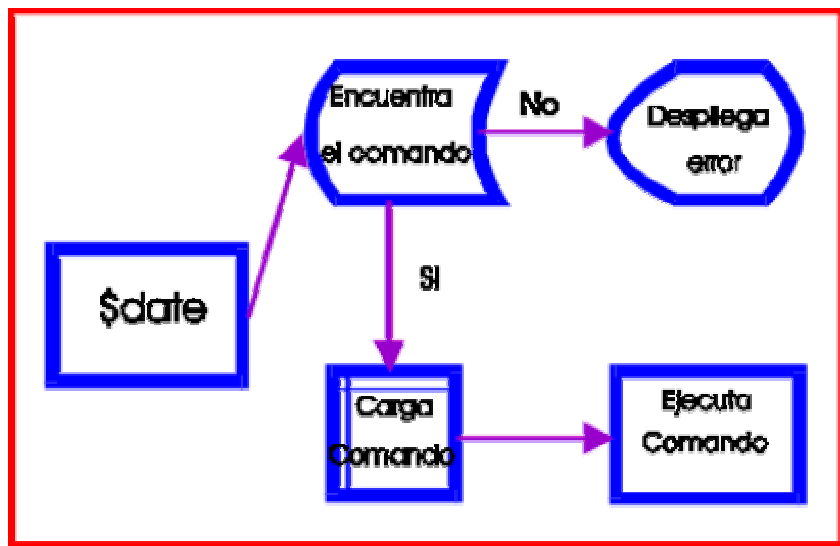 Encuentra
el comando
No
Despliega
error
$date
Si
Carga
Comando
Ejecuta
Comando